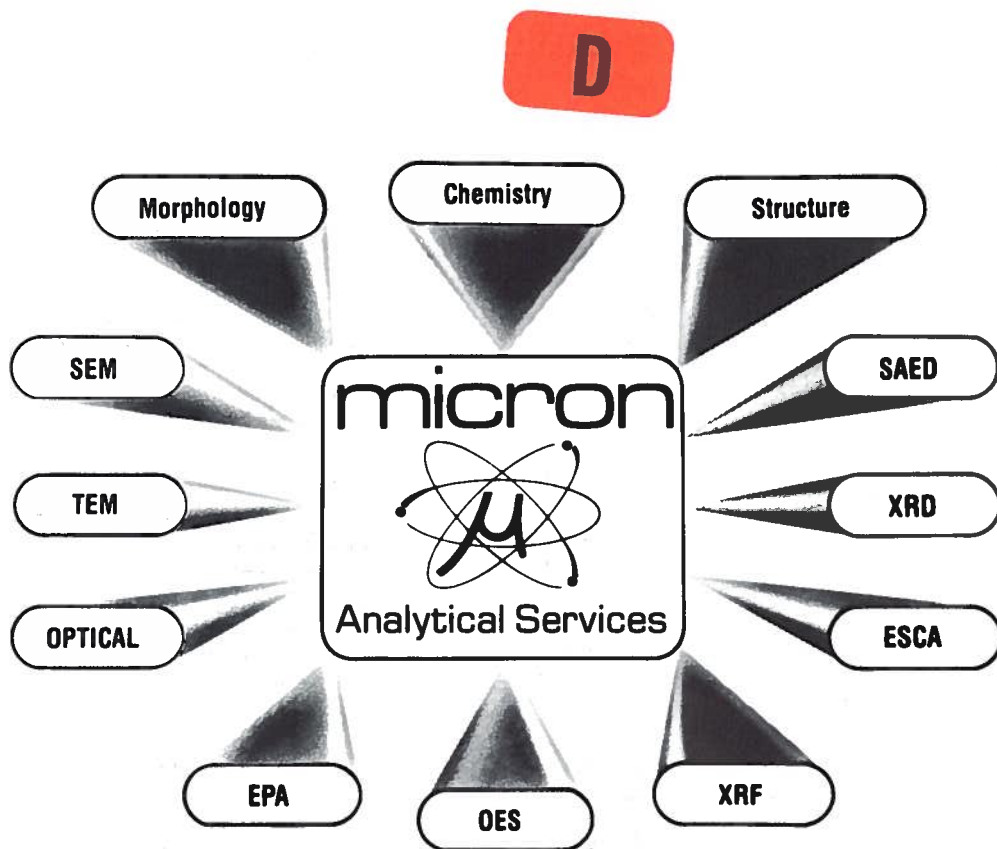 D
Morphology
Chemistry
Structure
SEM
SAED
micron
TEM
XRD
μ
OPTICAL
Analytical Services
ESCA
EPA
OES
XRF